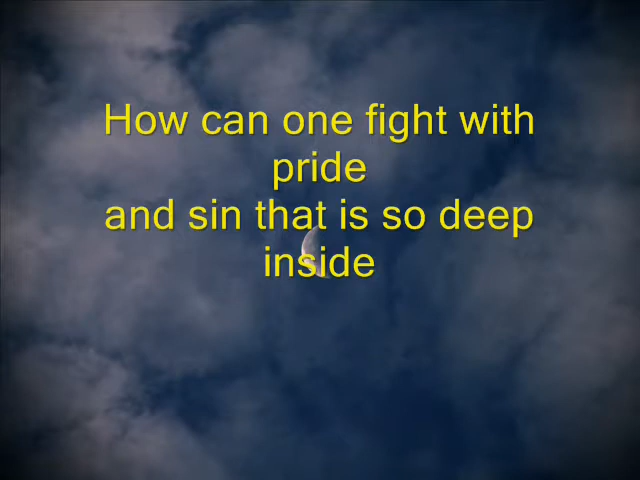 How can one fight with
pride
and sin that is so deep
inside